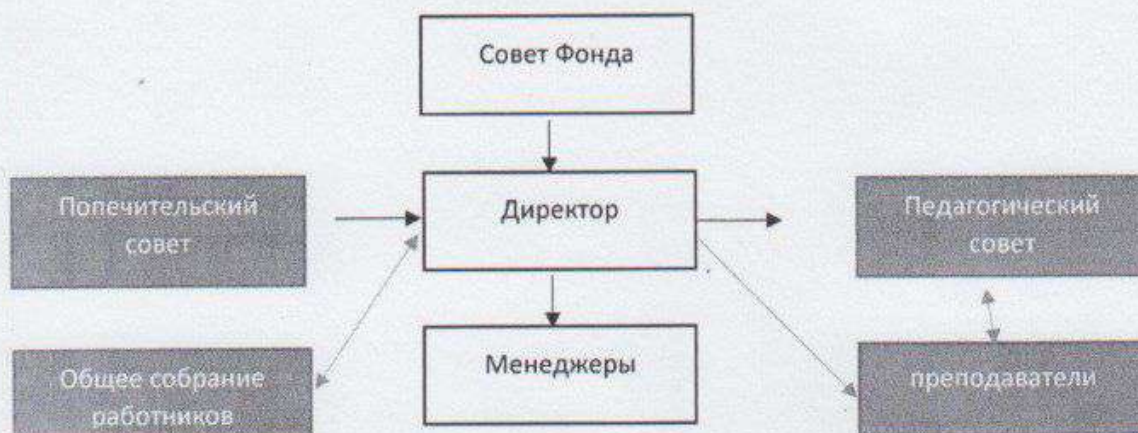 Совет Фонда
Попечительский
совет
Директор
Педагогический
совет
Общее собрание
работников
Менеджеры
преподаватели